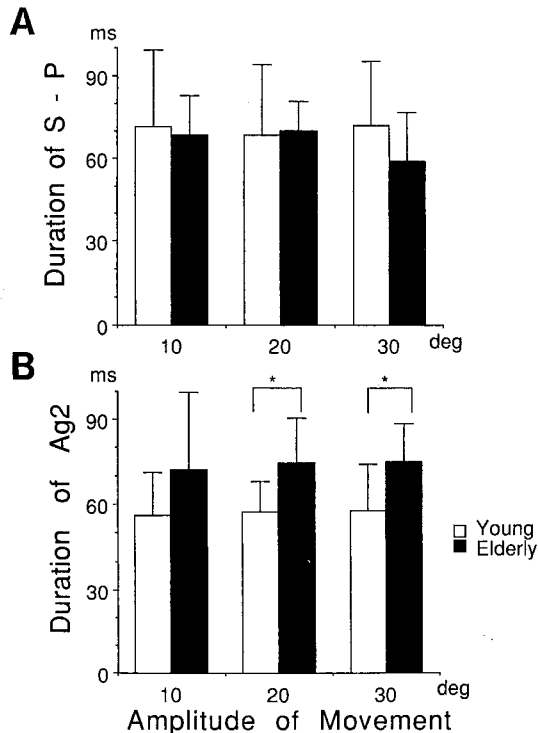 A
ms
Duration of S - P
90
60
30
0
10 20 30 deg
B
ms
Duration of Ag2
90
60
30
0
* *
Young
Elderly
10 20 30 deg
Amplitude of Movement